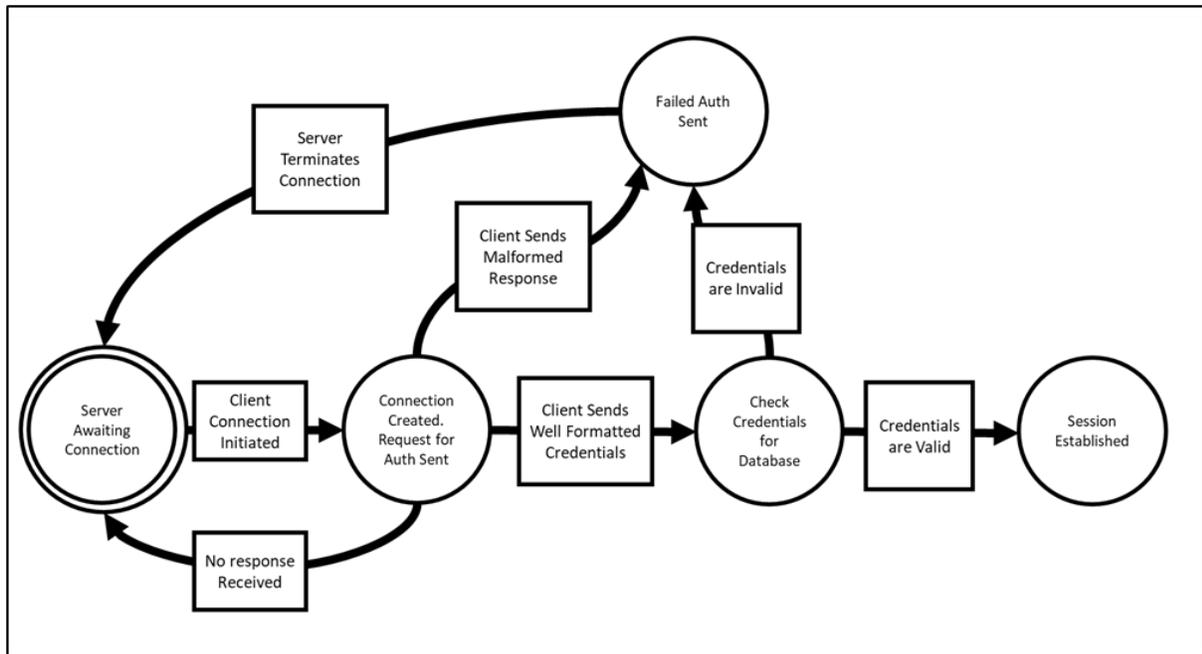 Failed Auth
Sent
Server
Terminates
Connection
Client Sends
Malformed
Response
Credentials
are Invalid
Server
Awaiting
Connection
Client
Connection
Initiated
Connection
Created.
Request for
Auth Sent
Client Sends
Well Formatted
Credentials
Check
Credentials
for
Database
Credentials
are Valid
Session
Established
No response
Received